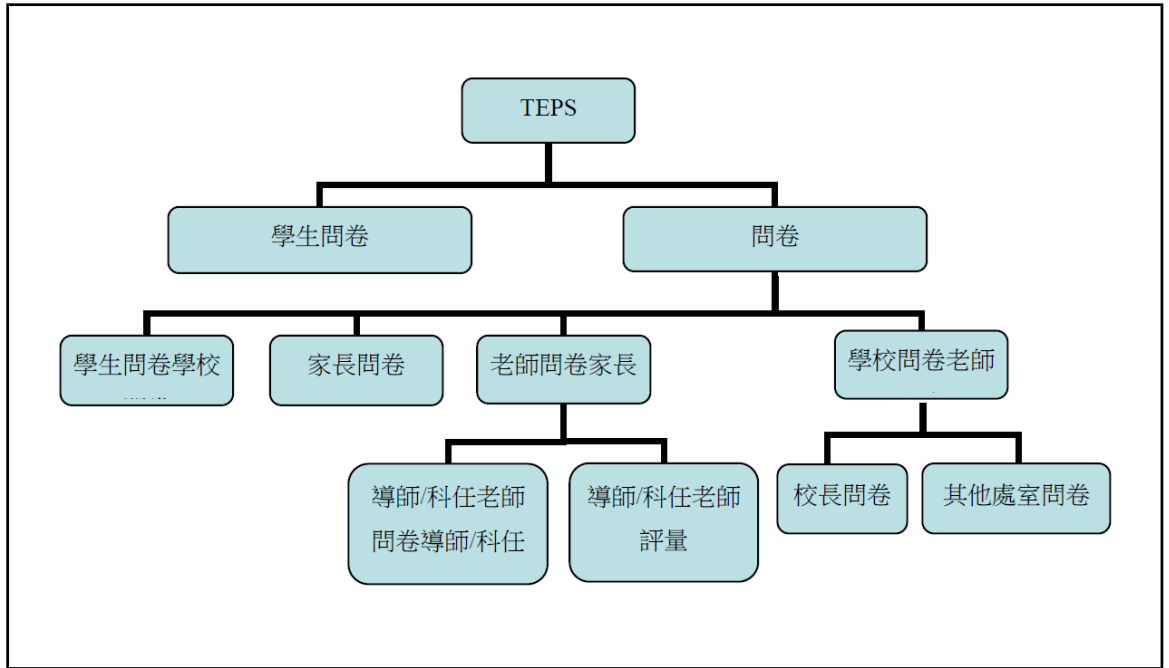 TEPS
學生問卷
問卷
學生問卷學校
家長問卷
老師問卷家長
學校問卷老師
導師/科任老師
問卷導師/科任
導師/科任老師
評量
校長問卷
其他處室問卷